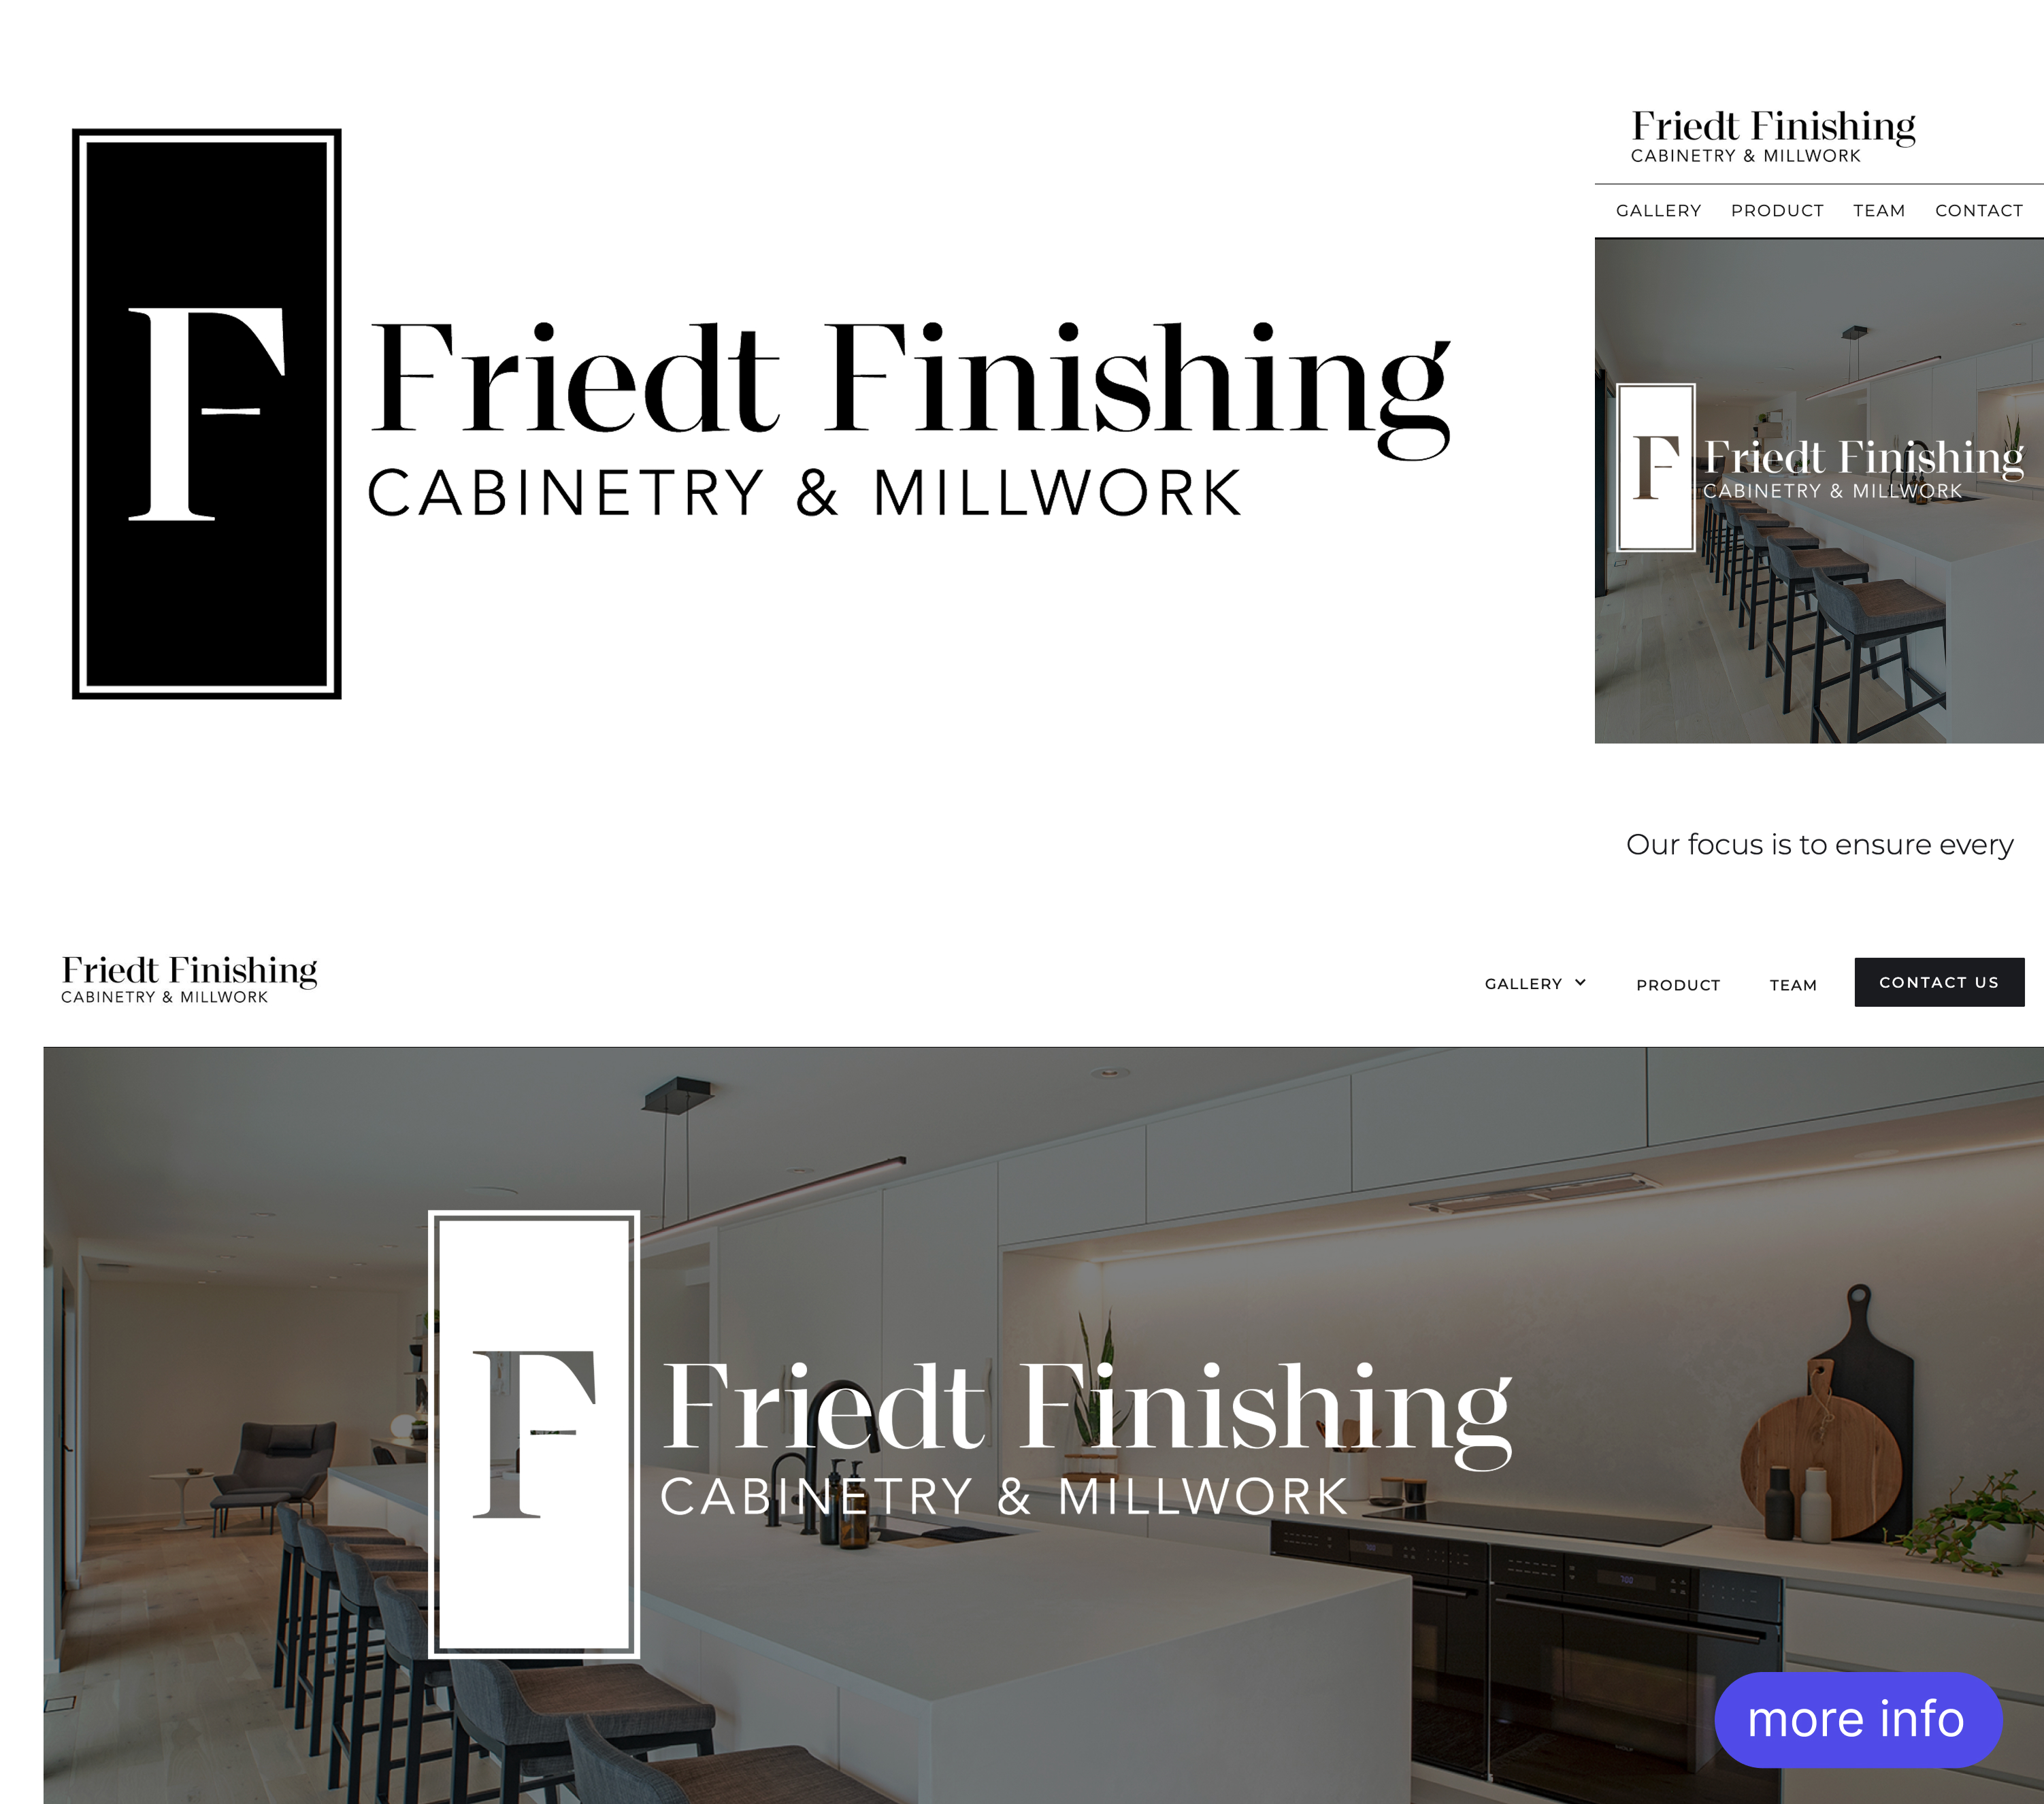 F
Friedt Finishing
CABINETRY & MILLWORK
Friedt Finishing
CABINETRY & MILLWORK
GALLERY PRODUCT TEAM CONTACT
F
Friedt Finishing
CABINETRY & MILLWORK
Our focus is to ensure every
Friedt Finishing
CABINETRY & MILLWORK
GALLERY PRODUCT TEAM CONTACT US
F
Friedt Finishing
CABINETRY & MILLWORK
more info